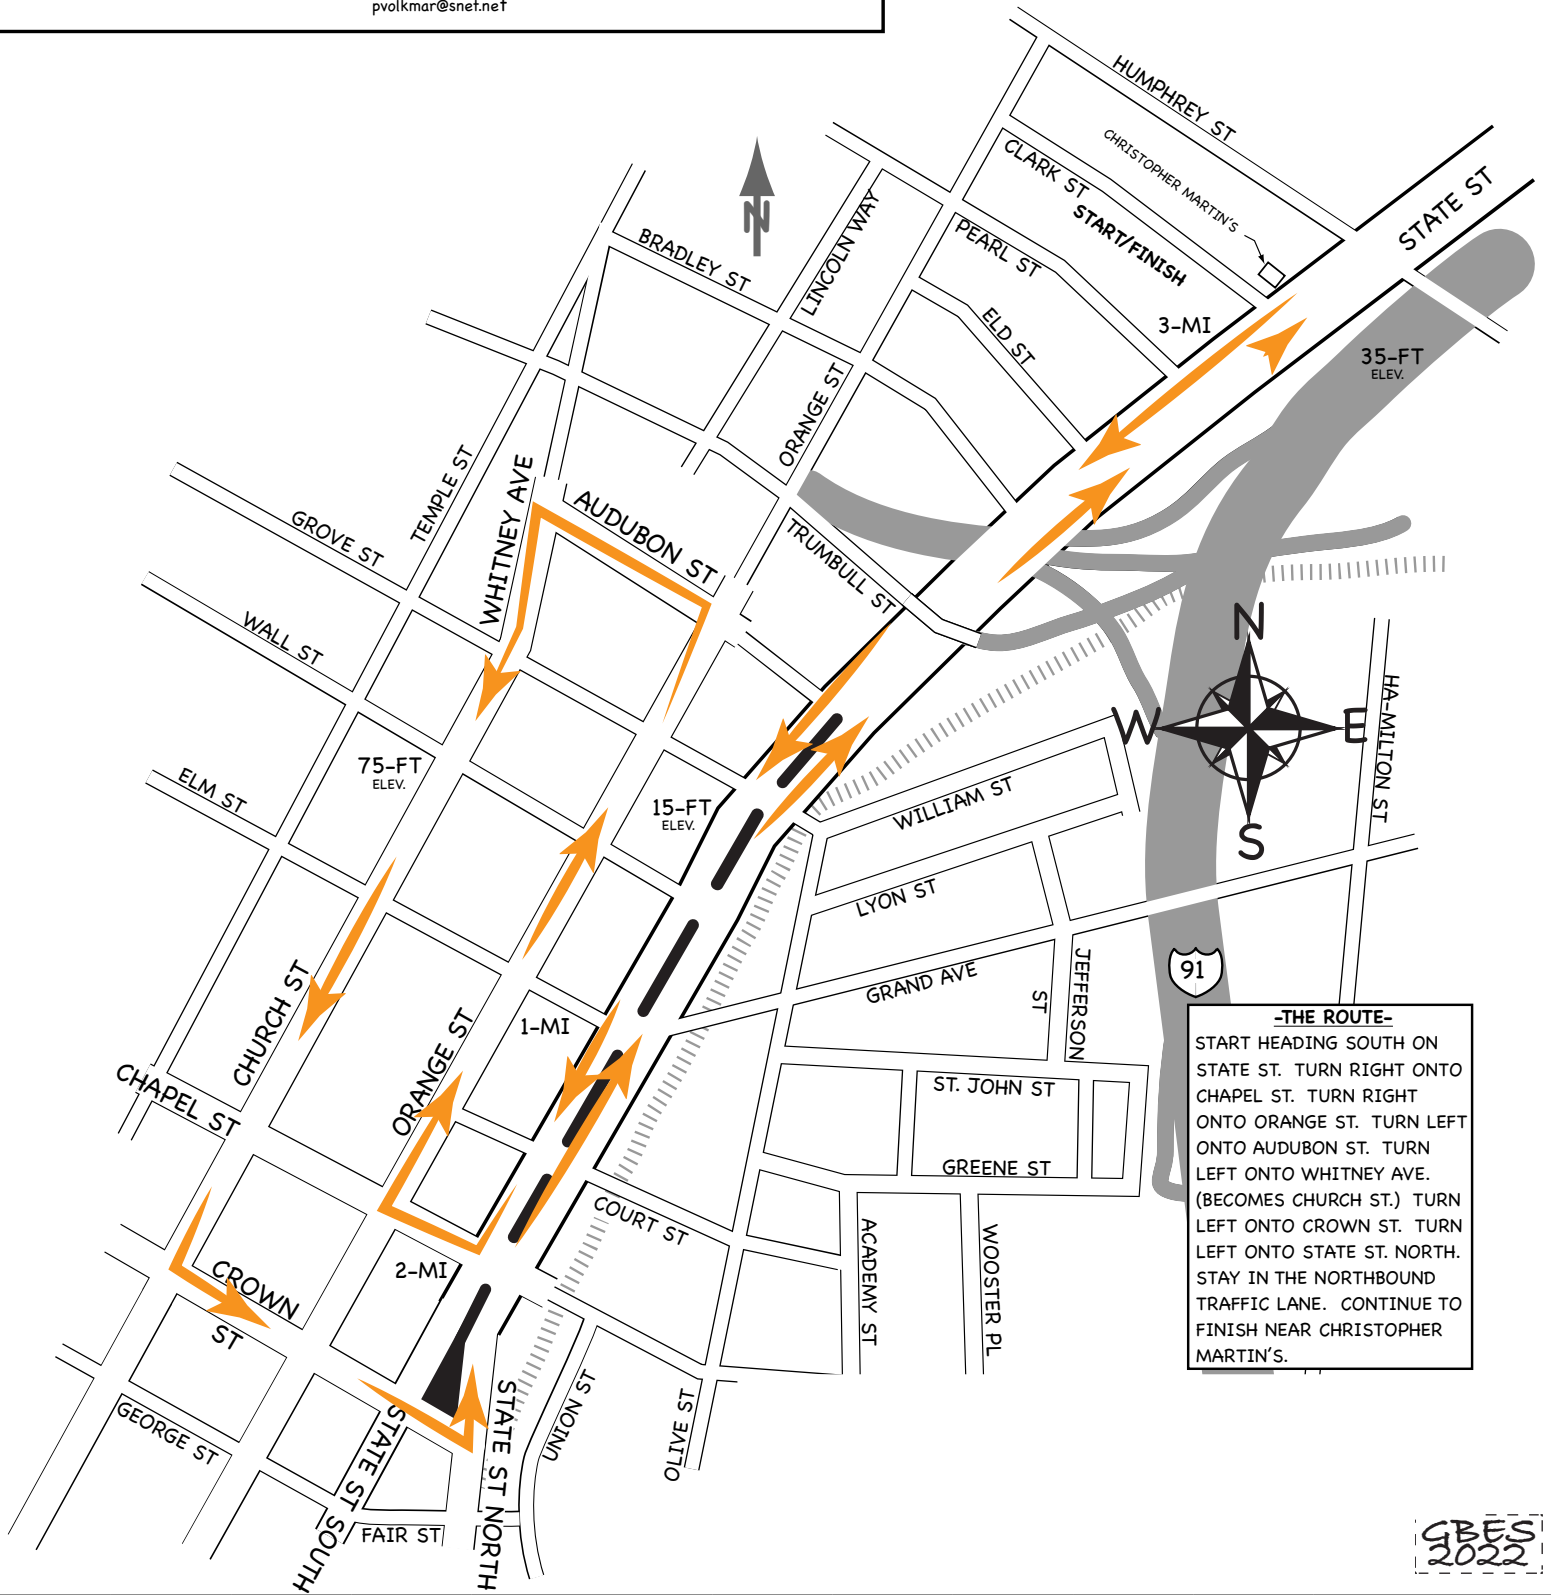 pvolkmar@snet.net
HUMPHREY ST
CHRISTOPHER MARTIN'S
CLARK ST
START/FINISH
STATE ST
N
LINCOLN WAY
BRADLEY ST
PEARL ST
ELD ST
3-MI
35-FT
ELEV.
ORANGE ST
TEMPLE ST
WHITNEY AVE
AUDUBON ST
GROVE ST
TRUMBULL ST
WALL ST
N
W
E
S
HA-MILTON ST
75-FT
ELEV.
ELM ST
15-FT
ELEV.
WILLIAM ST
LYON ST
GRAND AVE
JEFFERSON
ST
91
CHURCH ST
ORANGE ST
1-MI
CHAPEL ST
ST. JOHN ST
GREENE ST
COURT ST
ACADEMY ST
WOOSTER PL
2-MI
CROWN
ST
GEORGE ST
STATE ST SOUTH
STATE ST NORTH
UNION ST
OLIVE ST
FAIR ST
-THE ROUTE-
START HEADING SOUTH ON
STATE ST. TURN RIGHT ONTO
CHAPEL ST. TURN RIGHT
ONTO ORANGE ST. TURN LEFT
ONTO AUDUBON ST. TURN
LEFT ONTO WHITNEY AVE.
(BECOMES CHURCH ST.) TURN
LEFT ONTO CROWN ST. TURN
LEFT ONTO STATE ST. NORTH.
STAY IN THE NORTHBOUND
TRAFFIC LANE. CONTINUE TO
FINISH NEAR CHRISTOPHER
MARTIN'S.
GBES
2022